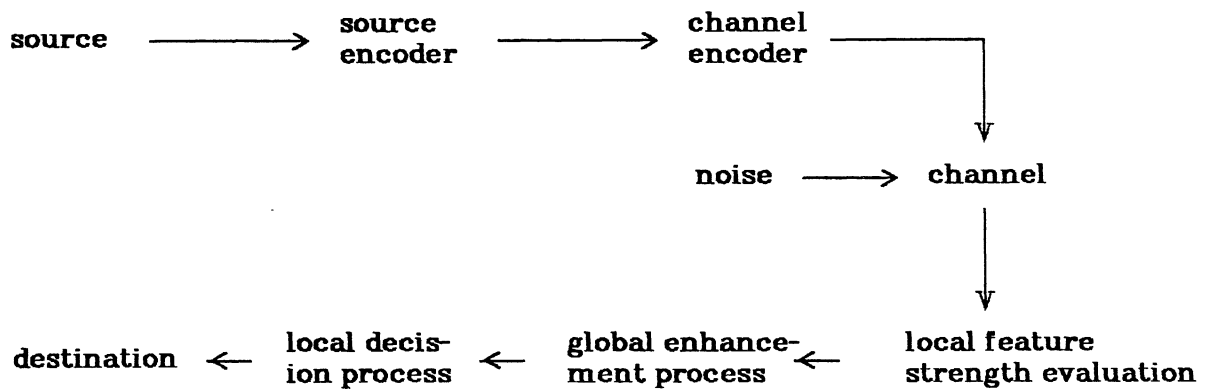 source
source
encoder
channel
encoder
noise
channel
destination
local decis-
ion process
global enhance-
ment process
local feature
strength evaluation